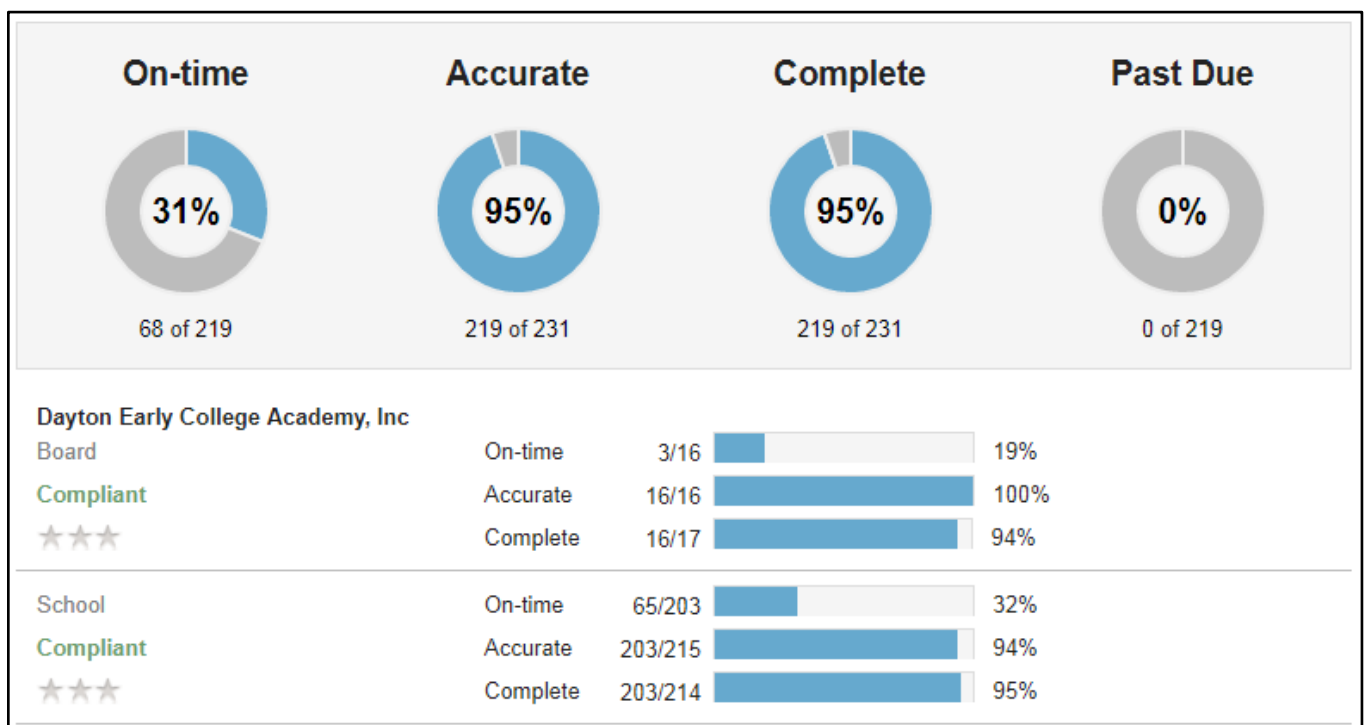 On-time Accurate Complete Past Due
31% 95% 95% 0%
68 of 219 219 of 231 219 of 231 0 of 219
Dayton Early College Academy, Inc
Board On-time 3/16 19%
Compliant Accurate 16/16 100%
Complete 16/17 94%
School On-time 65/203 32%
Compliant Accurate 203/215 94%
Complete 203/214 95%